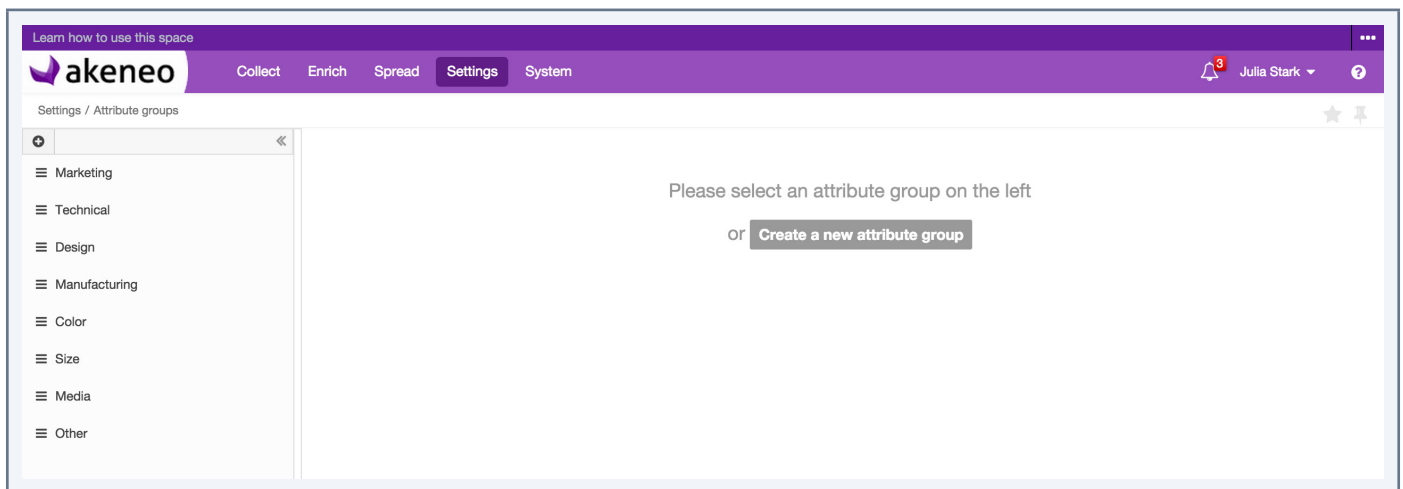 Learn how to use this space
akeneo Collect Enrich Spread Settings System 3 Julia Stark
Settings / Attribute groups
Marketing
Technical
Design
Manufacturing
Color
Size
Media
Other
Please select an attribute group on the left
or Create a new attribute group